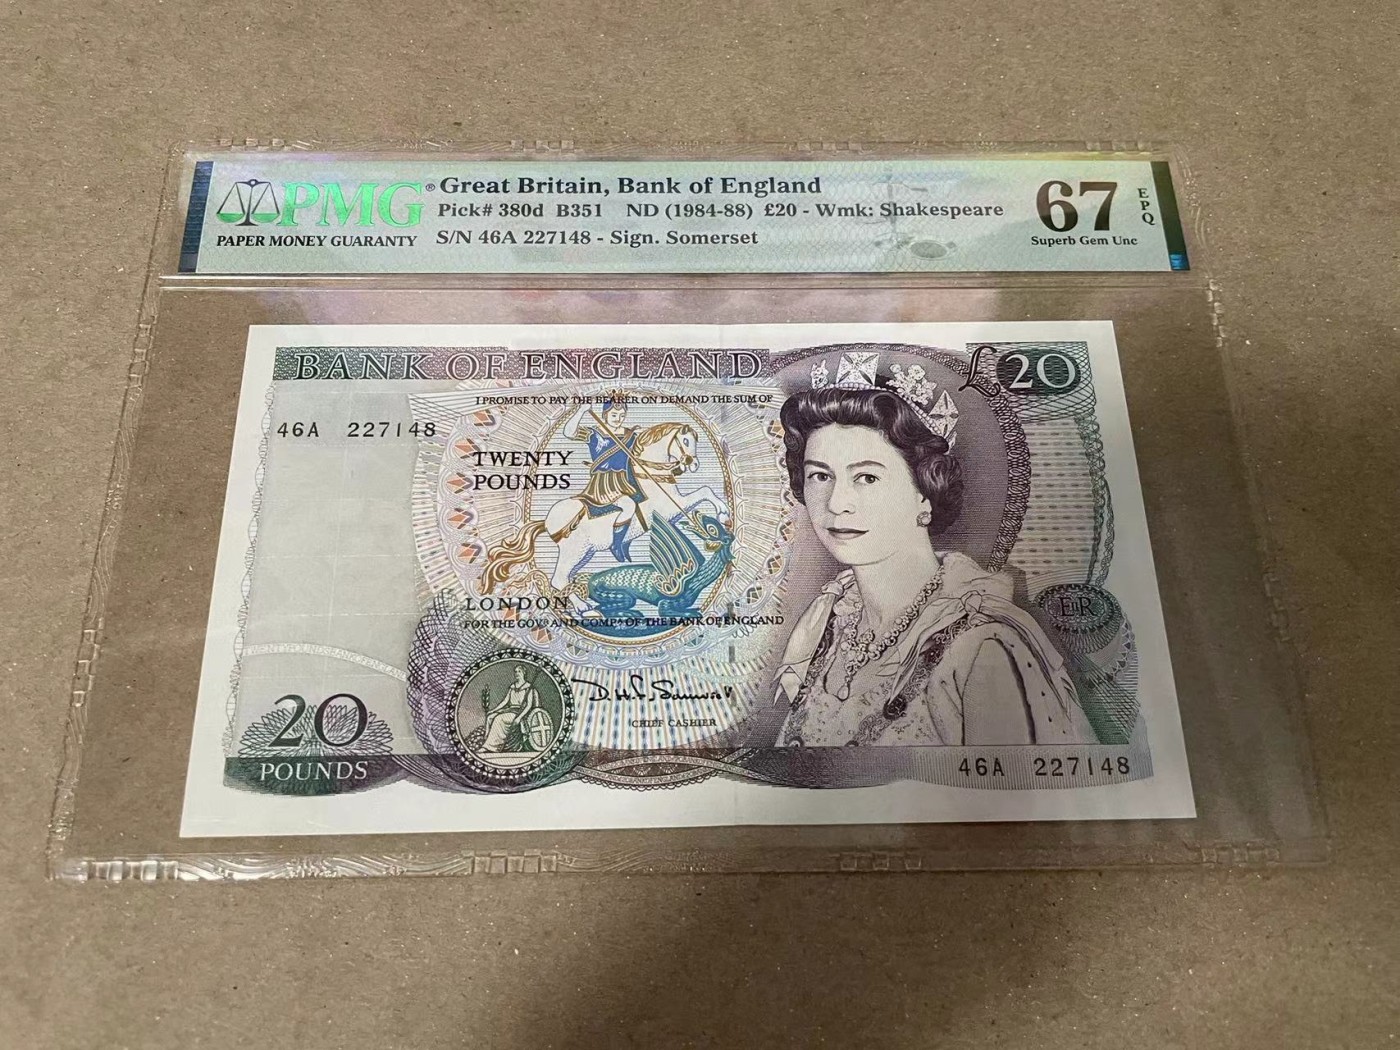 PMG®
PAPER MONEY GUARANTY
Great Britain, Bank of England
Pick# 380d B351 ND (1984-88) £20 - Wmk: Shakespeare
S/N 46A 227148 - Sign. Somerset
67
EPQ
Superb Gem Unc
BANK OF ENGLAND
£20
I PROMISE TO PAY THE BEARER ON DEMAND THE SUM OF
46A 227148
TWENTY
POUNDS
LONDON
FOR THE GOVR AND COMPA OF THE BANK OF ENGLAND
EIIR
D.H.F. Somerset
CHIEF CASHIER
20
POUNDS
46A 227148